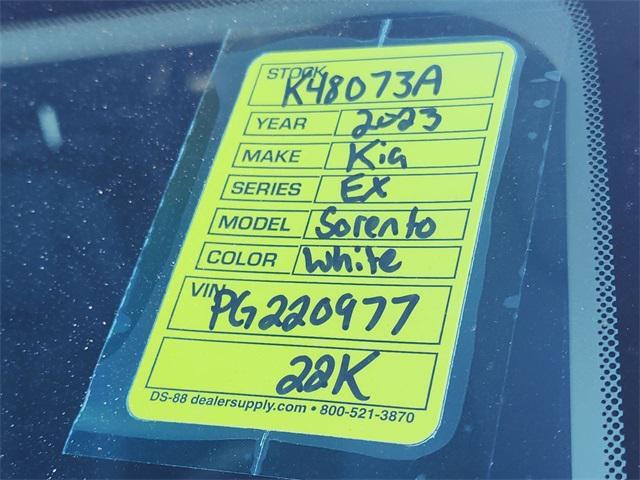 STOCK K48073A
YEAR 2023
MAKE Kia
SERIES EX
MODEL Sorento
COLOR White
VIN PG220977
22K
DS-88 dealersupply.com • 800-521-3870